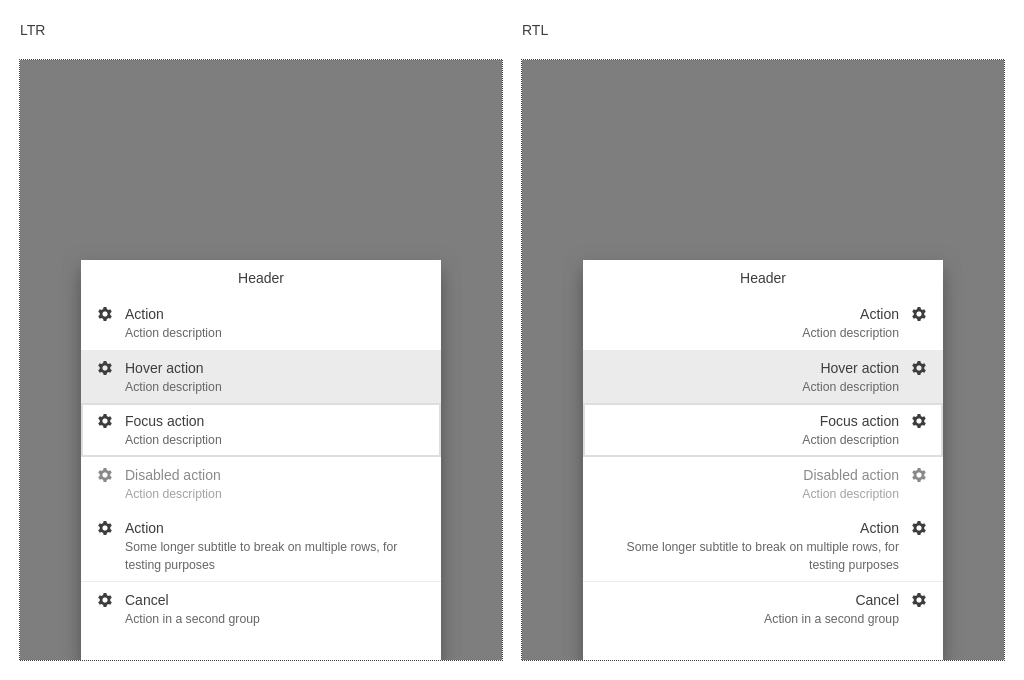 LTR
Header
Action
Action description
Hover action
Action description
Focus action
Action description
Disabled action
Action description
Action
Some longer subtitle to break on multiple rows, for
testing purposes
Cancel
Action in a second group
RTL
Header
Action
Action description
Hover action
Action description
Focus action
Action description
Disabled action
Action description
Action
Some longer subtitle to break on multiple rows, for
testing purposes
Cancel
Action in a second group